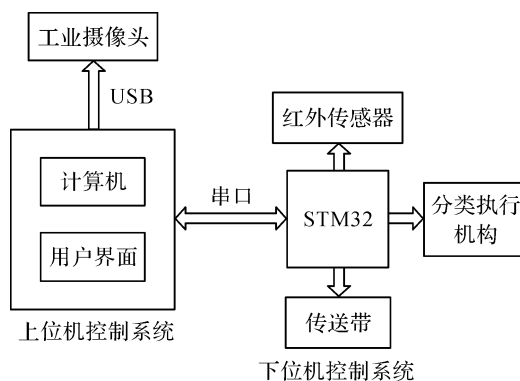 工业摄像头
USB
计算机
用户界面
上位机控制系统
串口
红外传感器
STM32
分类执行
机构
传送带
下位机控制系统